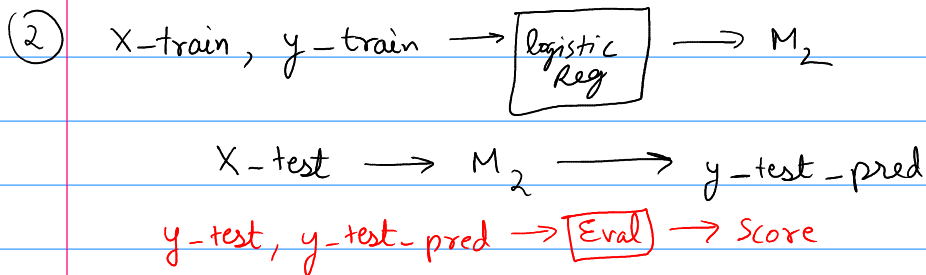 ② X-train, y-train → logistic Reg → M₂
X-test → M₂ → y-test-pred
y-test, y-test-pred → Eval → Score